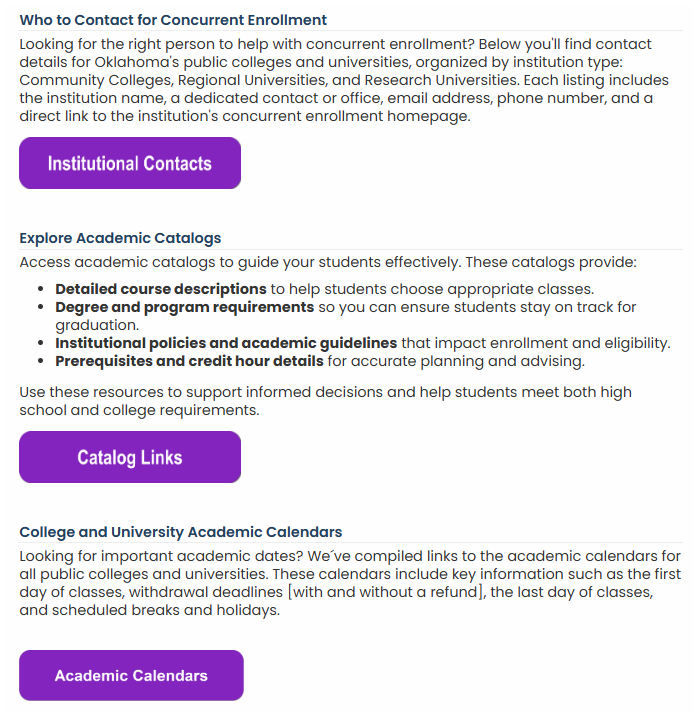 Who to Contact for Concurrent Enrollment
Looking for the right person to help with concurrent enrollment? Below you'll find contact
details for Oklahoma's public colleges and universities, organized by institution type:
Community Colleges, Regional Universities, and Research Universities. Each listing includes
the institution name, a dedicated contact or office, email address, phone number, and a
direct link to the institution's concurrent enrollment homepage.
Institutional Contacts
Explore Academic Catalogs
Access academic catalogs to guide your students effectively. These catalogs provide:
• Detailed course descriptions to help students choose appropriate classes.
• Degree and program requirements so you can ensure students stay on track for
graduation.
• Institutional policies and academic guidelines that impact enrollment and eligibility.
• Prerequisites and credit hour details for accurate planning and advising.
Use these resources to support informed decisions and help students meet both high
school and college requirements.
Catalog Links
College and University Academic Calendars
Looking for important academic dates? We´ve compiled links to the academic calendars for
all public colleges and universities. These calendars include key information such as the first
day of classes, withdrawal deadlines [with and without a refund], the last day of classes,
and scheduled breaks and holidays.
Academic Calendars